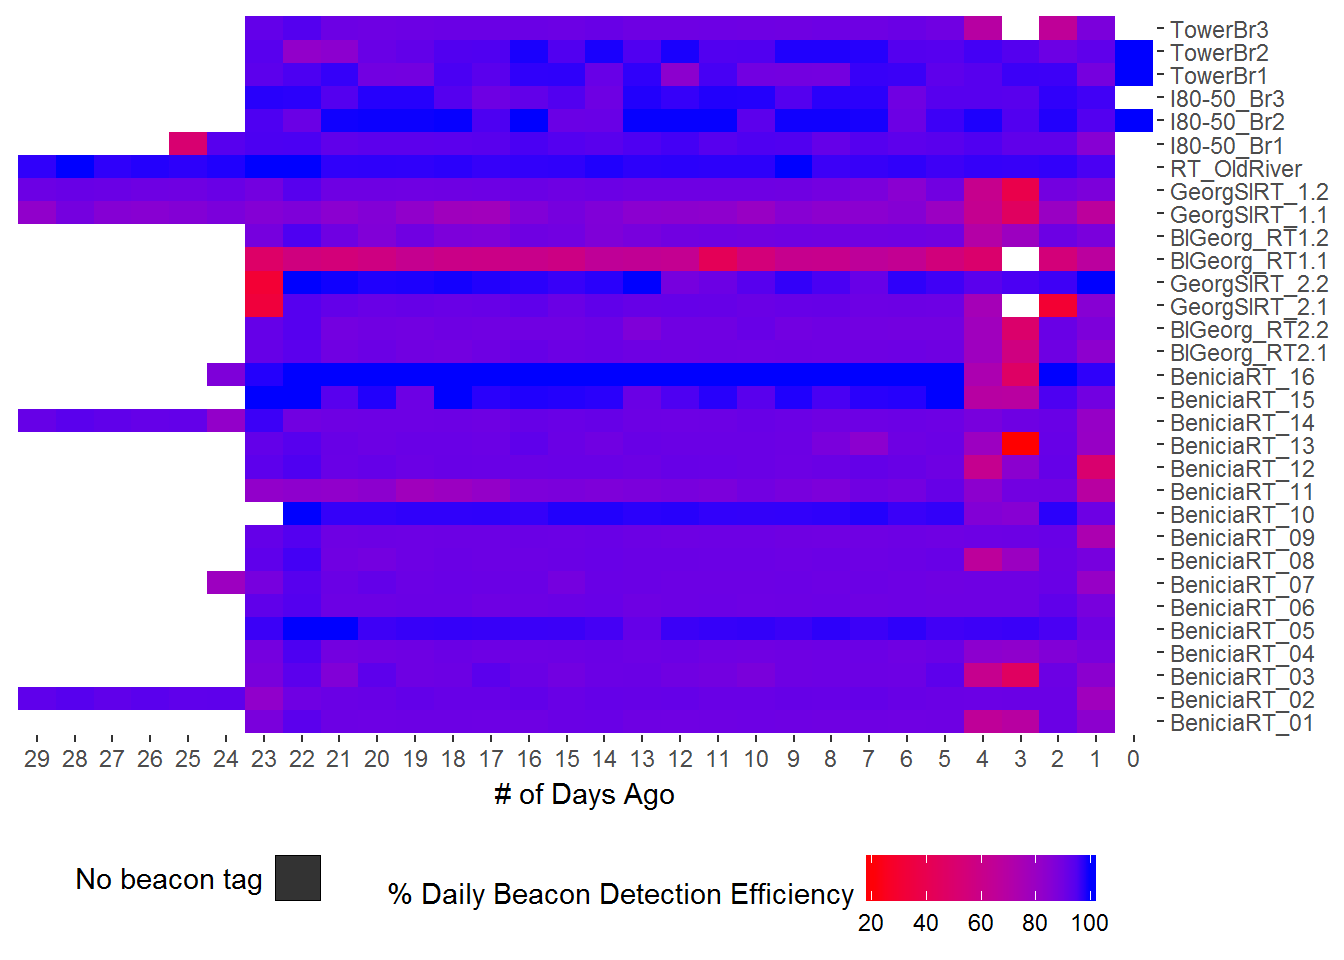 TowerBr3
TowerBr2
TowerBr1
I80-50_Br3
I80-50_Br2
I80-50_Br1
RT_OldRiver
GeorgSlRT_1.2
GeorgSlRT_1.1
BlGeorg_RT1.2
BlGeorg_RT1.1
GeorgSlRT_2.2
GeorgSlRT_2.1
BlGeorg_RT2.2
BlGeorg_RT2.1
BeniciaRT_16
BeniciaRT_15
BeniciaRT_14
BeniciaRT_13
BeniciaRT_12
BeniciaRT_11
BeniciaRT_10
BeniciaRT_09
BeniciaRT_08
BeniciaRT_07
BeniciaRT_06
BeniciaRT_05
BeniciaRT_04
BeniciaRT_03
BeniciaRT_02
BeniciaRT_01
29 28 27 26 25 24 23 22 21 20 19 18 17 16 15 14 13 12 11 10 9 8 7 6 5 4 3 2 1 0
# of Days Ago
No beacon tag
% Daily Beacon Detection Efficiency
20 40 60 80 100